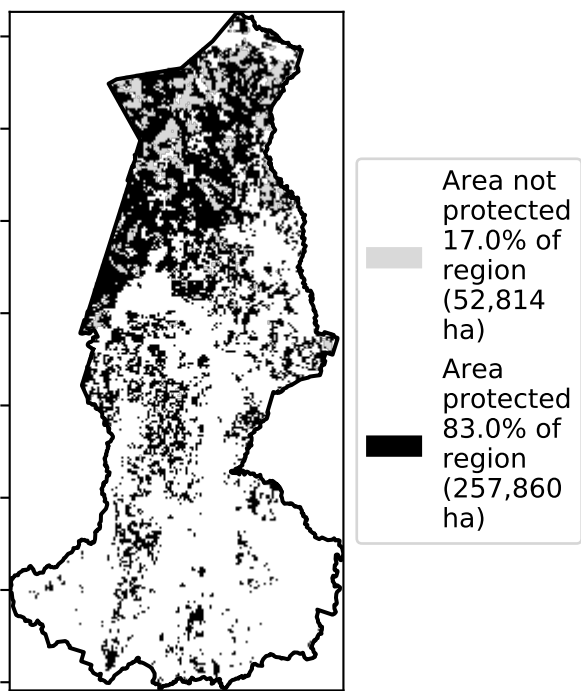 Area not
protected
17.0% of
region
(52,814
ha)
Area
protected
83.0% of
region
(257,860
ha)